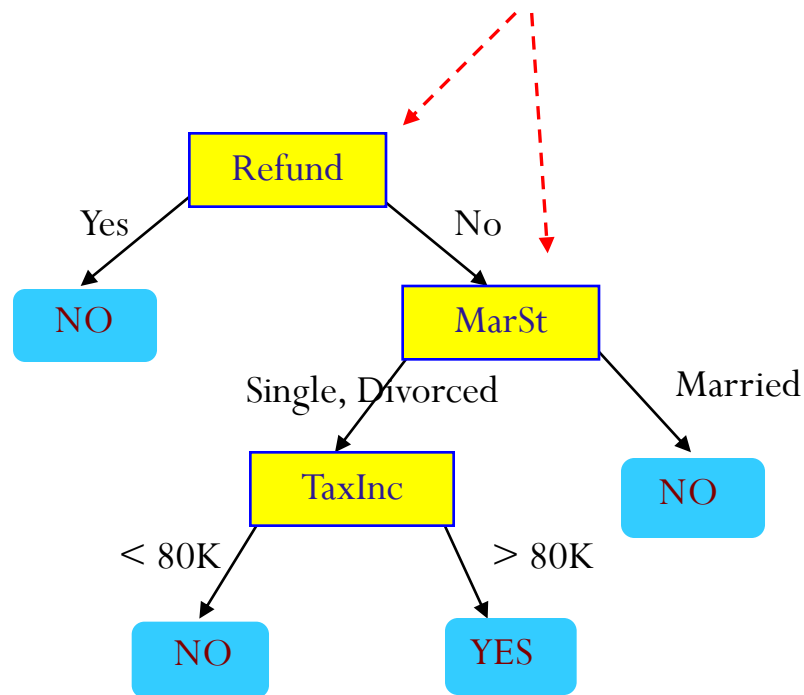 Refund
Yes
No
NO
MarSt
Single, Divorced
Married
TaxInc
NO
< 80K
> 80K
NO
YES